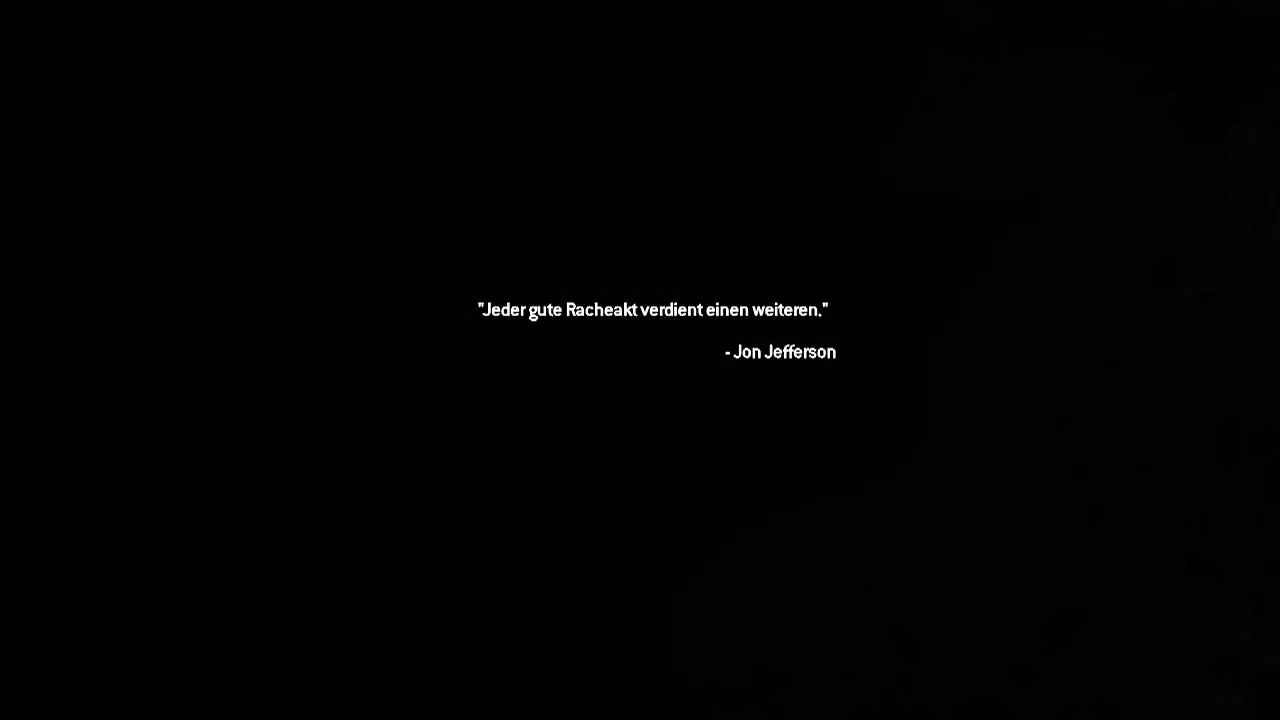 "Jeder gute Racheakt verdient einen weiteren."
- Jon Jefferson